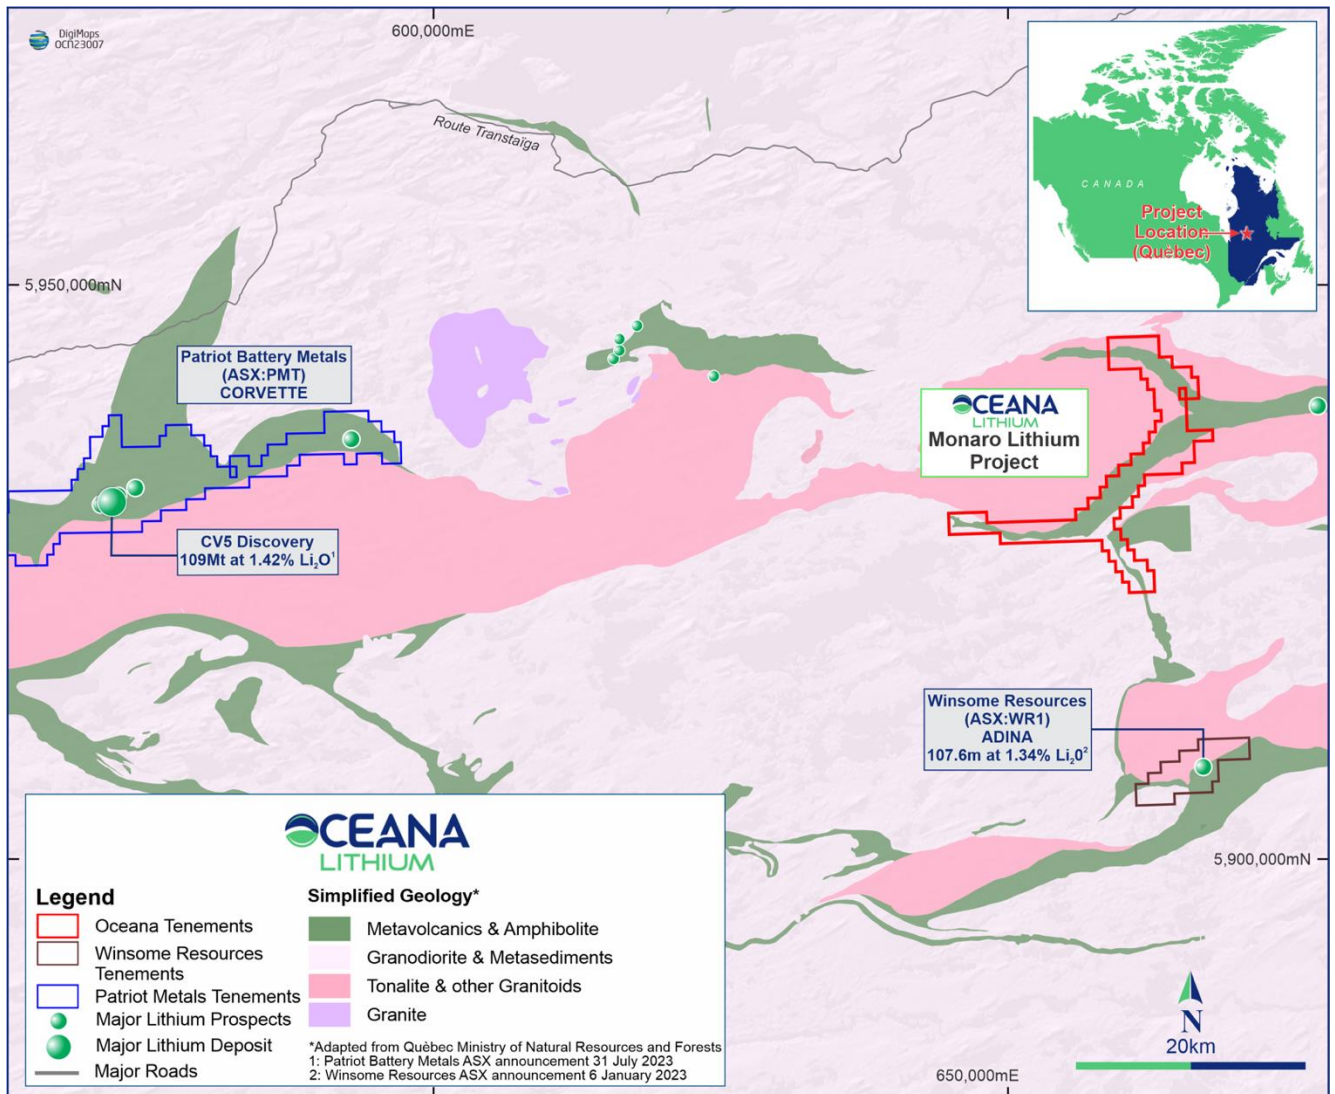 DigiMaps
OCN23007
600,000mE
Route Transtaïga
CANADA
Project
Location
(Québec)
5,950,000mN
Patriot Battery Metals
(ASX:PMT)
CORVETTE
OCEANA
LITHIUM
Monaro Lithium
Project
CV5 Discovery
109Mt at 1.42% Li₂O¹
Winsome Resources
(ASX:WR1)
ADINA
107.6m at 1.34% Li₂0²
5,900,000mN
OCEANA
LITHIUM
Legend
Oceana Tenements
Winsome Resources
Tenements
Patriot Metals Tenements
Major Lithium Prospects
Major Lithium Deposit
Major Roads
Simplified Geology*
Metavolcanics & Amphibolite
Granodiorite & Metasediments
Tonalite & other Granitoids
Granite
*Adapted from Quèbec Ministry of Natural Resources and Forests
1: Patriot Battery Metals ASX announcement 31 July 2023
2: Winsome Resources ASX announcement 6 January 2023
N
20km
650,000mE